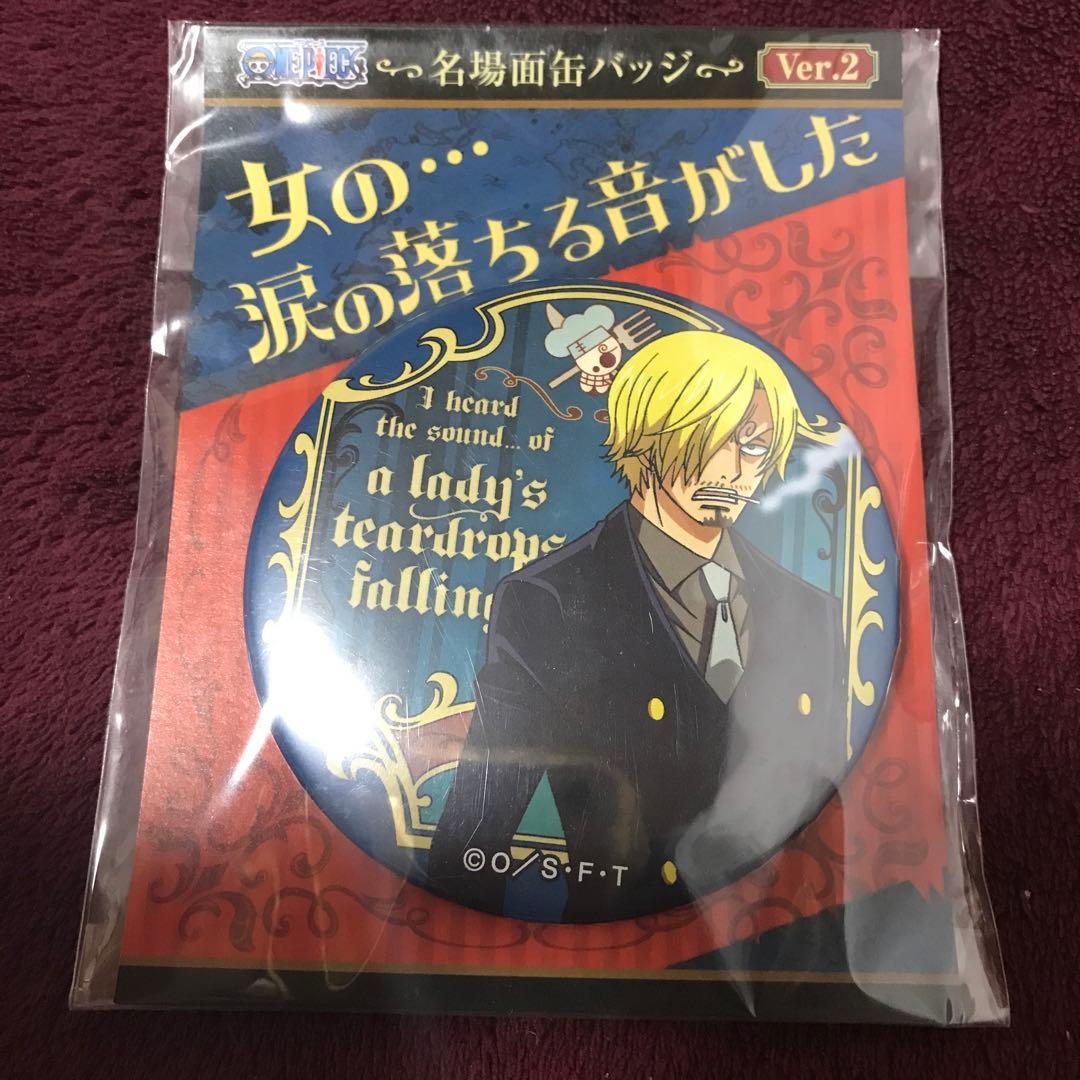 ONE PIECE ～名場面缶バッジ～ Ver.2
女の…
涙の落ちる音がした
I heard
the sound... of
a lady's
teardrops
falling
©O/S・F・T